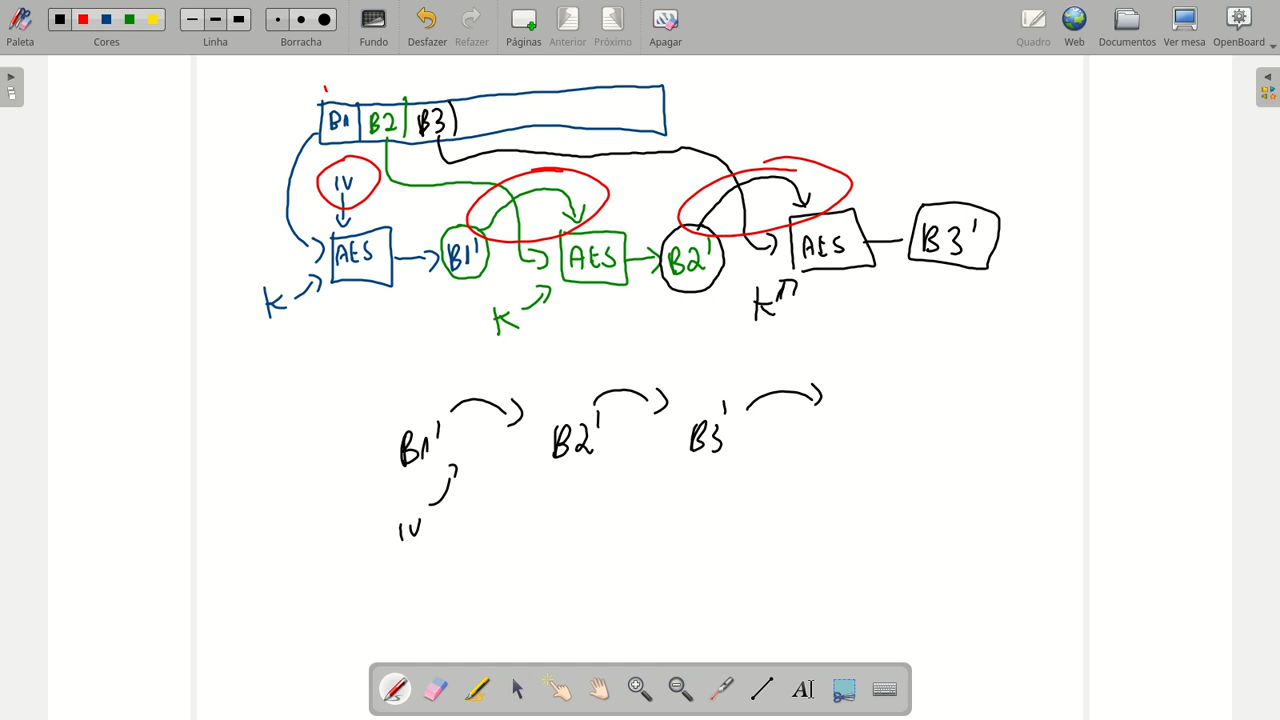 Paleta Cores Linha Borracha Fundo Desfazer Refazer Páginas Anterior Próximo Apagar Quadro Web Documentos Ver mesa OpenBoard
B1 B2 B3
IV
AES B1' AES B2' AES B3'
K K K
B1' B2' B3'
IV
A